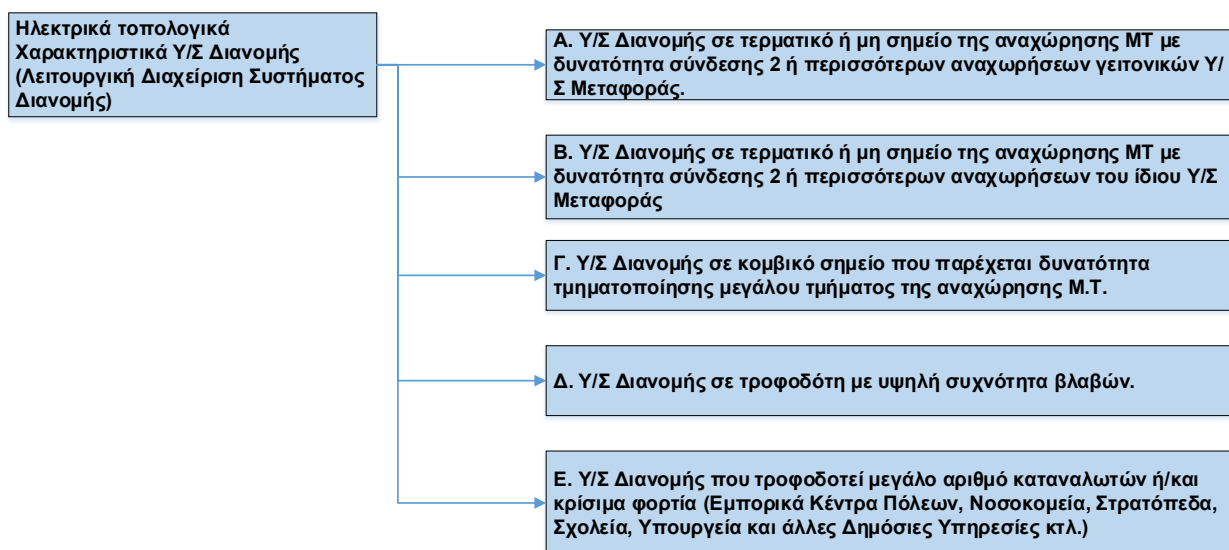 Ηλεκτρικά τοπολογικά
Χαρακτηριστικά Υ/Σ Διανομής
(Λειτουργική Διαχείριση Συστήματος
Διανομής)
Α. Υ/Σ Διανομής σε τερματικό ή μη σημείο της αναχώρησης ΜΤ με
δυνατότητα σύνδεσης 2 ή περισσότερων αναχωρήσεων γειτονικών Υ/
Σ Μεταφοράς.
Β. Υ/Σ Διανομής σε τερματικό ή μη σημείο της αναχώρησης ΜΤ με
δυνατότητα σύνδεσης 2 ή περισσότερων αναχωρήσεων του ίδιου Υ/Σ
Μεταφοράς
Γ. Υ/Σ Διανομής σε κομβικό σημείο που παρέχεται δυνατότητα
τμηματοποίησης μεγάλου τμήματος της αναχώρησης Μ.Τ.
Δ. Υ/Σ Διανομής σε τροφοδότη με υψηλή συχνότητα βλαβών.
Ε. Υ/Σ Διανομής που τροφοδοτεί μεγάλο αριθμό καταναλωτών ή/και
κρίσιμα φορτία (Εμπορικά Κέντρα Πόλεων, Νοσοκομεία, Στρατόπεδα,
Σχολεία, Υπουργεία και άλλες Δημόσιες Υπηρεσίες κτλ.)